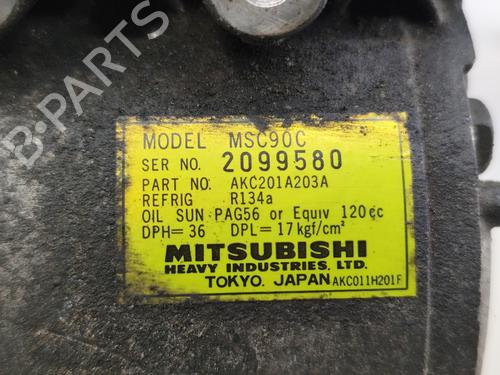 MODEL MSC90C
SER NO. 2099580
PART NO. AKC201A203A
REFRIG R134a
OIL SUN PAG56 or Equiv 120cc
DPH=36 DPL=17kgf/cm²
MITSUBISHI
HEAVY INDUSTRIES, LTD.
TOKYO. JAPAN AKC011H201F
B-PARTS